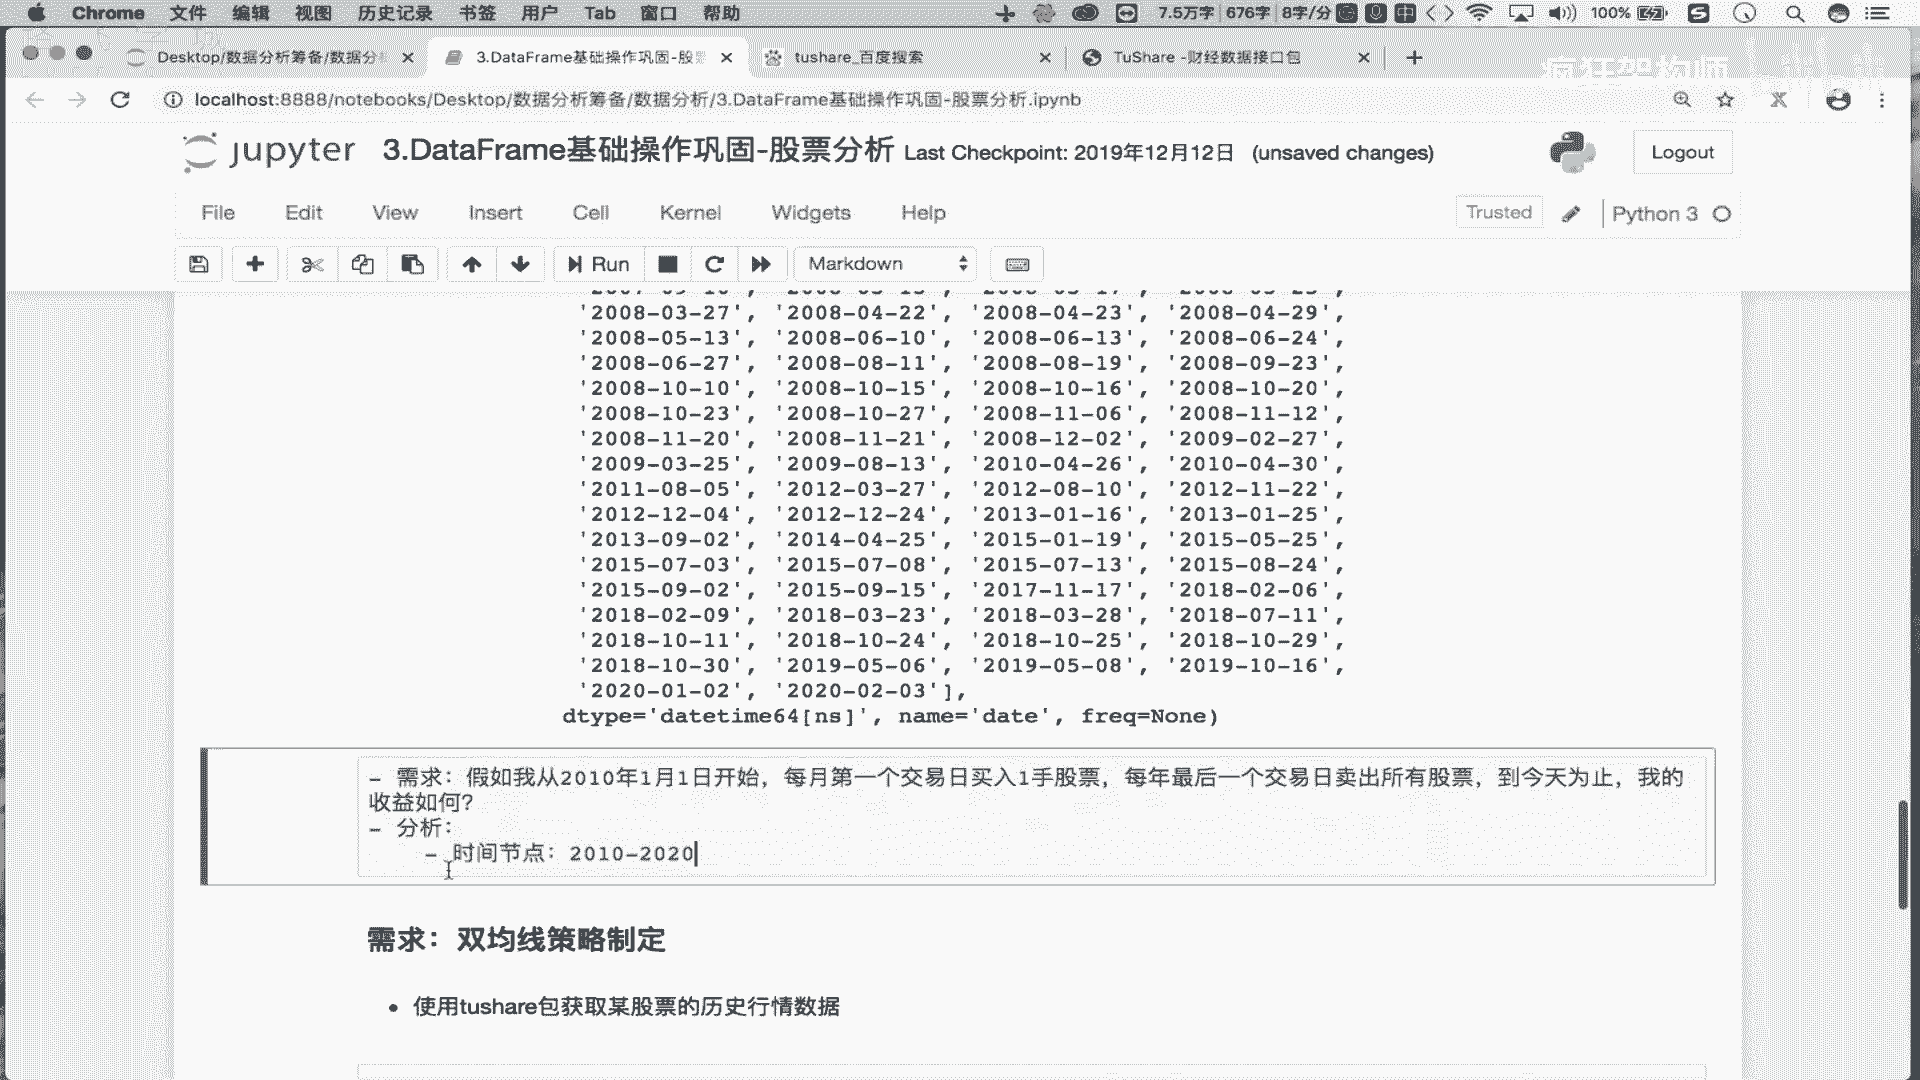 Chrome 文件 编辑 视图 历史记录 书签 用户 Tab 窗口 帮助 7.5万字 676字 8字/分 中 100%
Desktop/数据分析筹备/数据分析 3.DataFrame基础操作巩固-股票 tushare_百度搜索 TuShare -财经数据接口包
疯狂架构师
localhost:8888/notebooks/Desktop/数据分析筹备/数据分析/3.DataFrame基础操作巩固-股票分析.ipynb
jupyter 3.DataFrame基础操作巩固-股票分析 Last Checkpoint: 2019年12月12日 (unsaved changes) Logout
File Edit View Insert Cell Kernel Widgets Help Trusted Python 3
Run Markdown
'2008-03-27', '2008-04-22', '2008-04-23', '2008-04-29',
'2008-05-13', '2008-06-10', '2008-06-13', '2008-06-24',
'2008-06-27', '2008-08-11', '2008-08-19', '2008-09-23',
'2008-10-10', '2008-10-15', '2008-10-16', '2008-10-20',
'2008-10-23', '2008-10-27', '2008-11-06', '2008-11-12',
'2008-11-20', '2008-11-21', '2008-12-02', '2009-02-27',
'2009-03-25', '2009-08-13', '2010-04-26', '2010-04-30',
'2011-08-05', '2012-03-27', '2012-08-10', '2012-11-22',
'2012-12-04', '2012-12-24', '2013-01-16', '2013-01-25',
'2013-09-02', '2014-04-25', '2015-01-19', '2015-05-25',
'2015-07-03', '2015-07-08', '2015-07-13', '2015-08-24',
'2015-09-02', '2015-09-15', '2017-11-17', '2018-02-06',
'2018-02-09', '2018-03-23', '2018-03-28', '2018-07-11',
'2018-10-11', '2018-10-24', '2018-10-25', '2018-10-29',
'2018-10-30', '2019-05-06', '2019-05-08', '2019-10-16',
'2020-01-02', '2020-02-03'],
dtype='datetime64[ns]', name='date', freq=None)
- 需求：假如我从2010年1月1日开始，每月第一个交易日买入1手股票，每年最后一个交易日卖出所有股票，到今天为止，我的
收益如何？
- 分析：
- 时间节点：2010-2020
需求：双均线策略制定
• 使用tushare包获取某股票的历史行情数据